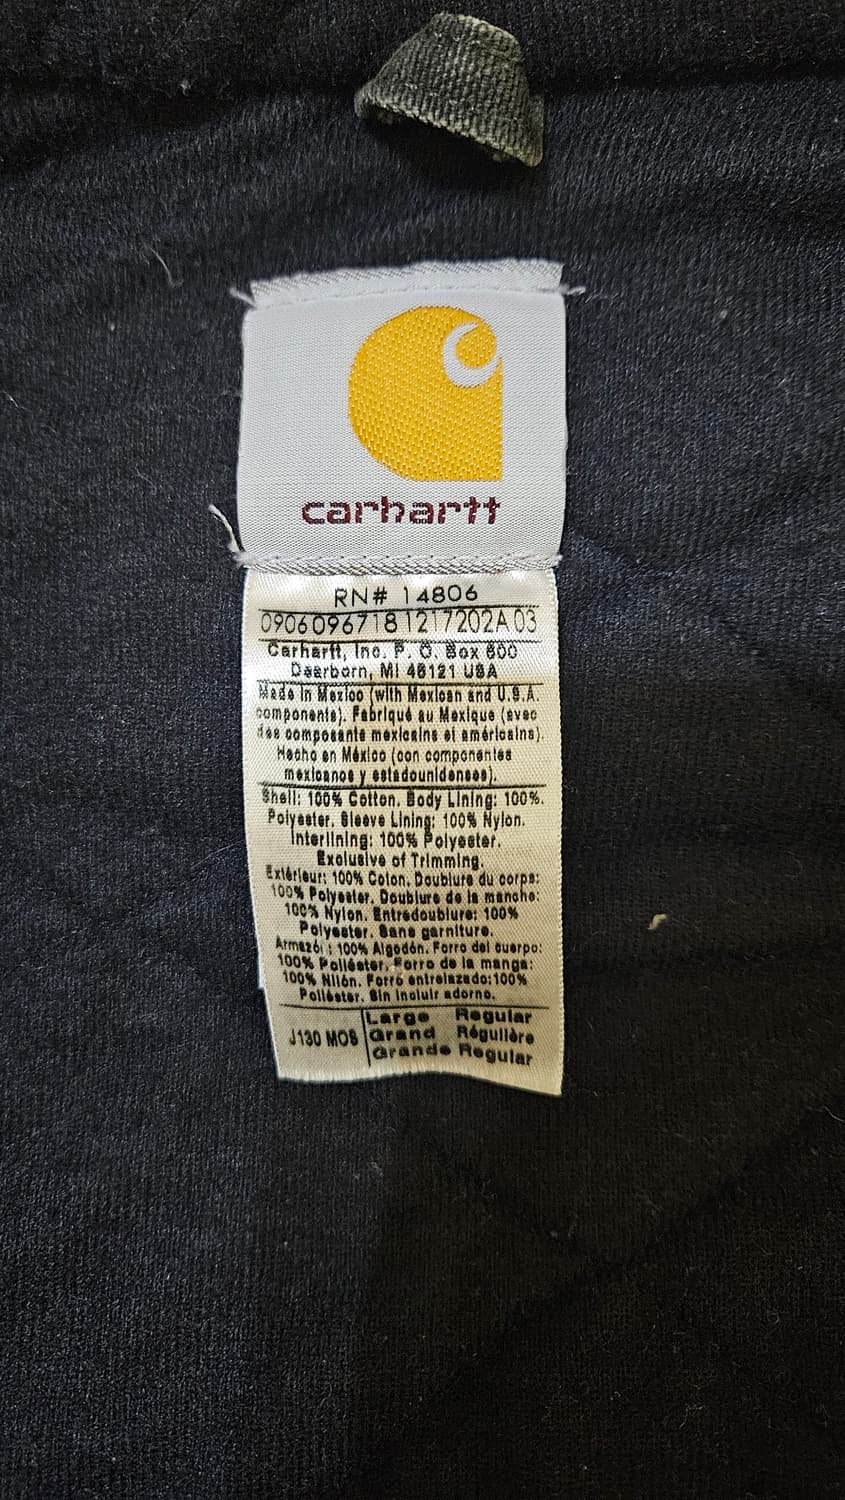 carhartt
RN# 14806
0906096718 1217202A 03
Carhartt, Inc. P. O. Box 600
Dearborn, MI 48121 USA
Made in Mexico (with Mexican and U.S.A.
components). Fabriqué au Mexique (avec
des composants mexicains et américains).
Hecho en México (con componentes
mexicanos y estadounidenses).
Shell: 100% Cotton. Body Lining: 100%.
Polyester. Sleeve Lining: 100% Nylon.
Interlining: 100% Polyester.
Exclusive of Trimming.
Extérieur: 100% Coton. Doublure du corps:
100% Polyester. Doublure de la manche:
100% Nylon. Entredoublure: 100%
Polyester. Sans garniture.
Armazón: 100% Algodón. Forro del cuerpo:
100% Poliéster. Forro de la manga:
100% Nilón. Forro entrelazado:100%
Poliéster. Sin incluir adorno.
J130 MOS
Large Regular
Grand Régulière
Grande Regular